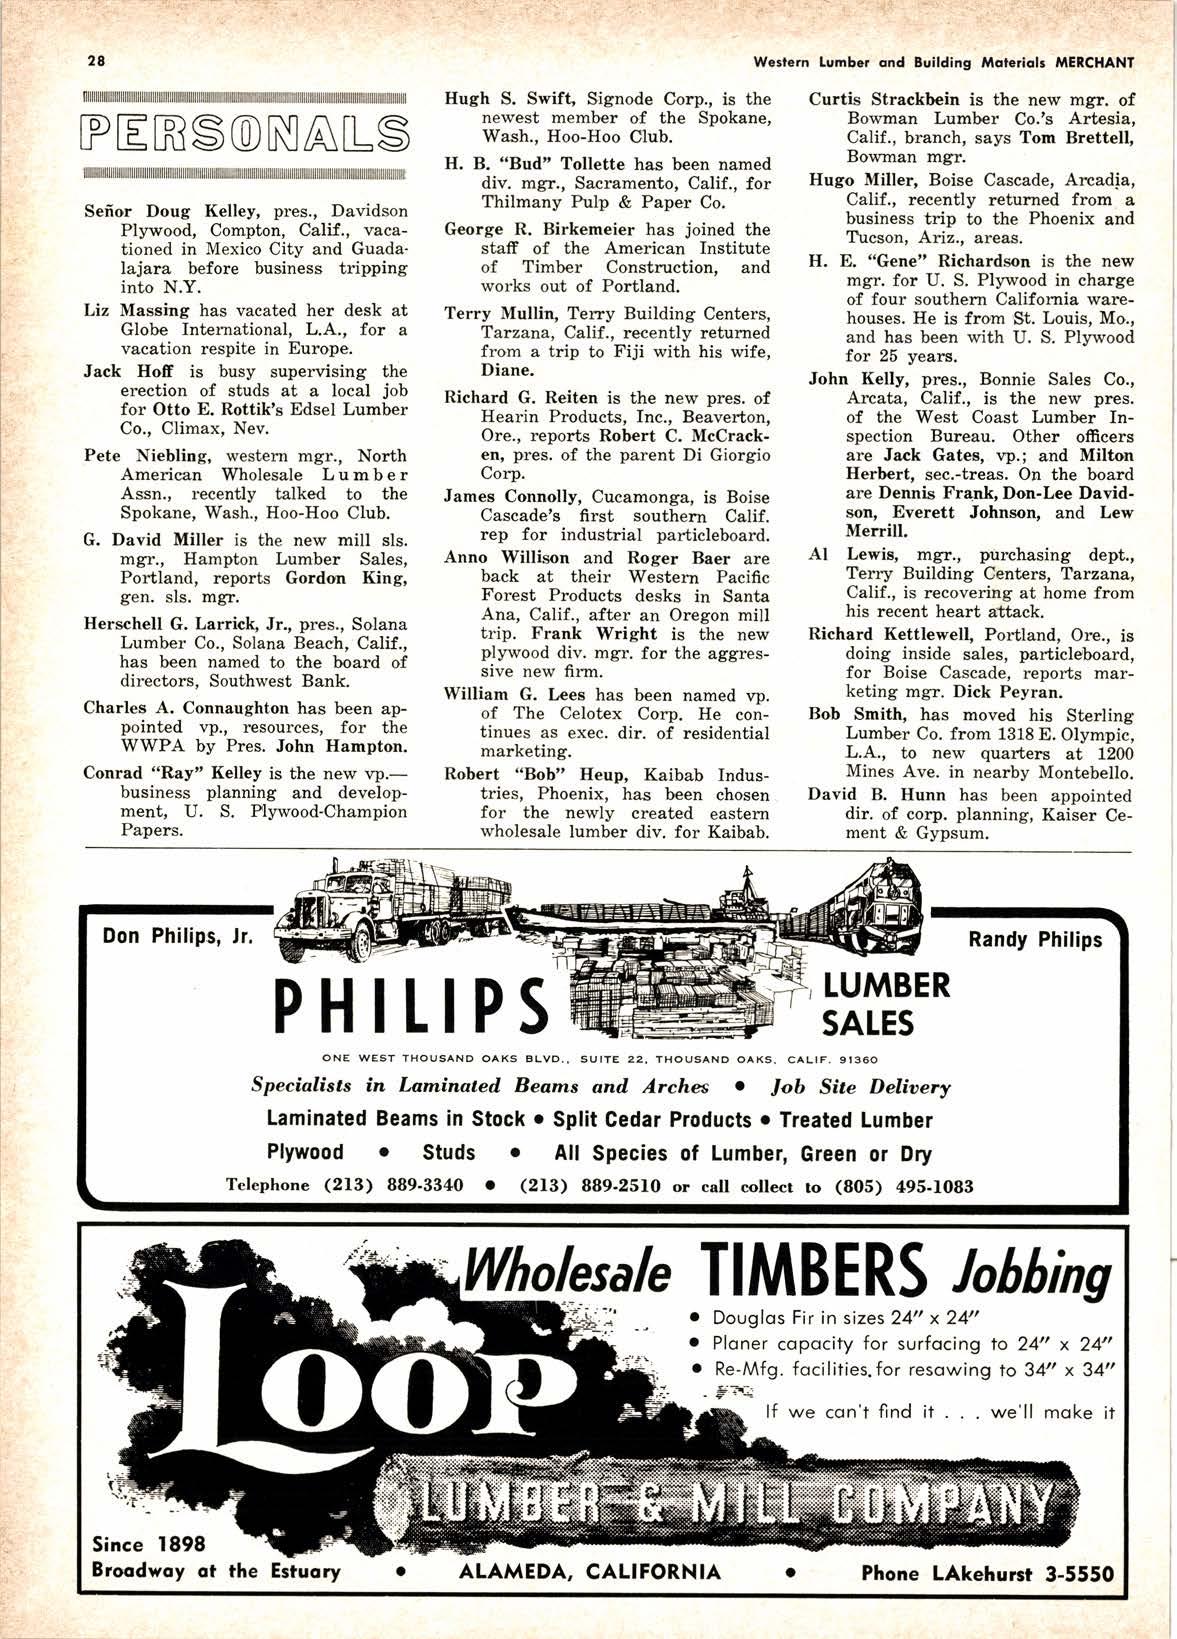 28
Western Lumber and Building Materials MERCHANT
PERSONALS
Señor Doug Kelley, pres., Davidson
Plywood, Compton, Calif., vaca-
tioned in Mexico City and Guada-
lajara before business tripping
into N.Y.
Liz Massing has vacated her desk at
Globe International, L.A., for a
vacation respite in Europe.
Jack Hoff is busy supervising the
erection of studs at a local job
for Otto E. Rottik's Edsel Lumber
Co., Climax, Nev.
Pete Niebling, western mgr., North
American Wholesale Lumber
Assn., recently talked to the
Spokane, Wash., Hoo-Hoo Club.
G. David Miller is the new mill sls.
mgr., Hampton Lumber Sales,
Portland, reports Gordon King,
gen. sls. mgr.
Herschell G. Larrick, Jr., pres., Solana
Lumber Co., Solana Beach, Calif.,
has been named to the board of
directors, Southwest Bank.
Charles A. Connaughton has been ap-
pointed vp., resources, for the
WWPA by Pres. John Hampton.
Conrad "Ray" Kelley is the new vp.—
business planning and develop-
ment, U. S. Plywood-Champion
Papers.
Hugh S. Swift, Signode Corp., is the
newest member of the Spokane,
Wash., Hoo-Hoo Club.
H. B. "Bud" Tollette has been named
div. mgr., Sacramento, Calif., for
Thilmany Pulp & Paper Co.
George R. Birkemeier has joined the
staff of the American Institute
of Timber Construction, and
works out of Portland.
Terry Mullin, Terry Building Centers,
Tarzana, Calif., recently returned
from a trip to Fiji with his wife,
Diane.
Richard G. Reiten is the new pres. of
Hearin Products, Inc., Beaverton,
Ore., reports Robert C. McCrack-
en, pres. of the parent Di Giorgio
Corp.
James Connolly, Cucamonga, is Boise
Cascade's first southern Calif.
rep for industrial particleboard.
Anno Willison and Roger Baer are
back at their Western Pacific
Forest Products desks in Santa
Ana, Calif., after an Oregon mill
trip. Frank Wright is the new
plywood div. mgr. for the aggres-
sive new firm.
William G. Lees has been named vp.
of The Celotex Corp. He con-
tinues as exec. dir. of residential
marketing.
Robert "Bob" Heup, Kaibab Indus-
tries, Phoenix, has been chosen
for the newly created eastern
wholesale lumber div. for Kaibab.
Curtis Strackbein is the new mgr. of
Bowman Lumber Co.'s Artesia,
Calif., branch, says Tom Brettell,
Bowman mgr.
Hugo Miller, Boise Cascade, Arcadia,
Calif., recently returned from a
business trip to the Phoenix and
Tucson, Ariz., areas.
H. E. "Gene" Richardson is the new
mgr. for U. S. Plywood in charge
of four southern California ware-
houses. He is from St. Louis, Mo.,
and has been with U. S. Plywood
for 25 years.
John Kelly, pres., Bonnie Sales Co.,
Arcata, Calif., is the new pres.
of the West Coast Lumber In-
spection Bureau. Other officers
are Jack Gates, vp.; and Milton
Herbert, sec.-treas. On the board
are Dennis Frank, Don-Lee David-
son, Everett Johnson, and Lew
Merrill.
Al Lewis, mgr., purchasing dept.,
Terry Building Centers, Tarzana,
Calif., is recovering at home from
his recent heart attack.
Richard Kettlewell, Portland, Ore., is
doing inside sales, particleboard,
for Boise Cascade, reports mar-
keting mgr. Dick Peyran.
Bob Smith, has moved his Sterling
Lumber Co. from 1318 E. Olympic,
L.A., to new quarters at 1200
Mines Ave. in nearby Montebello.
David B. Hunn has been appointed
dir. of corp. planning, Kaiser Ce-
ment & Gypsum.
Don Philips, Jr.
Randy Philips
PHILIPS
LUMBER
SALES
ONE WEST THOUSAND OAKS BLVD., SUITE 22, THOUSAND OAKS, CALIF. 91360
Specialists in Laminated Beams and Arches • Job Site Delivery
Laminated Beams in Stock • Split Cedar Products • Treated Lumber
Plywood • Studs • All Species of Lumber, Green or Dry
Telephone (213) 889-3340 • (213) 889-2510 or call collect to (805) 495-1083
Wholesale TIMBERS Jobbing
• Douglas Fir in sizes 24" x 24"
• Planer capacity for surfacing to 24" x 24"
• Re-Mfg. facilities. for resawing to 34" x 34"
If we can't find it . . . we'll make it
LOOP
LUMBER & MILL COMPANY
Since 1898
Broadway at the Estuary • ALAMEDA, CALIFORNIA • Phone LAkehurst 3-5550